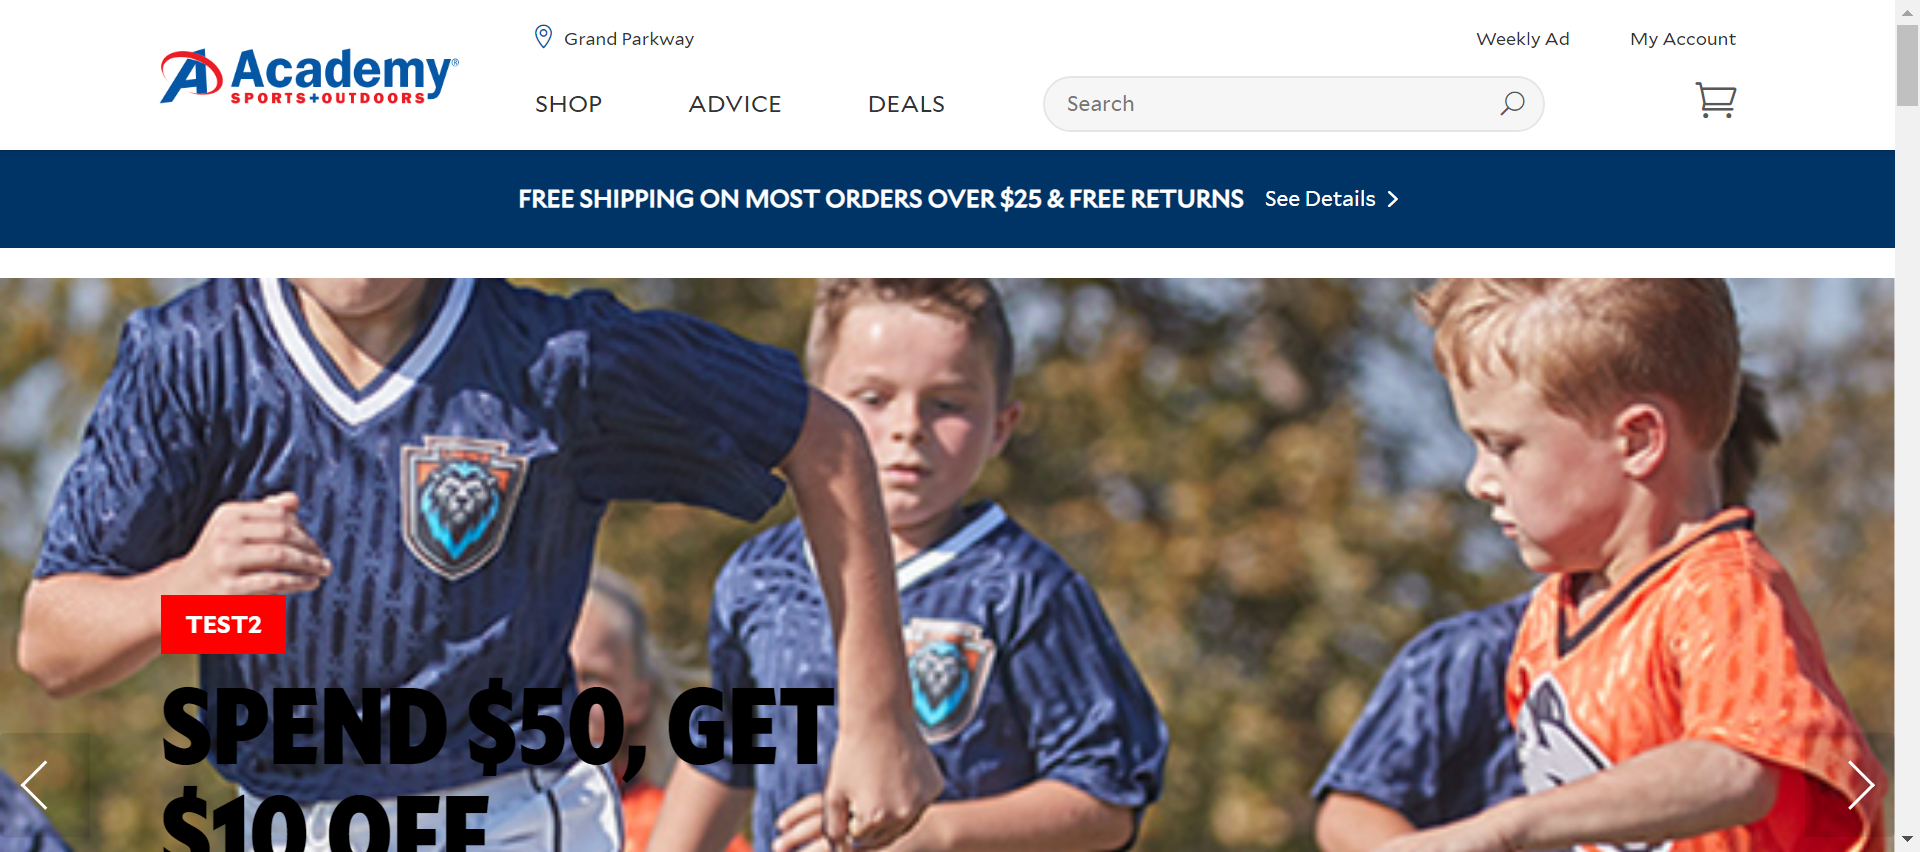 Grand Parkway
Weekly Ad
My Account
Academy
SPORTS+OUTDOORS
SHOP
ADVICE
DEALS
Search
FREE SHIPPING ON MOST ORDERS OVER $25 & FREE RETURNS See Details
TEST2
SPEND $50, GET
$10 OFF